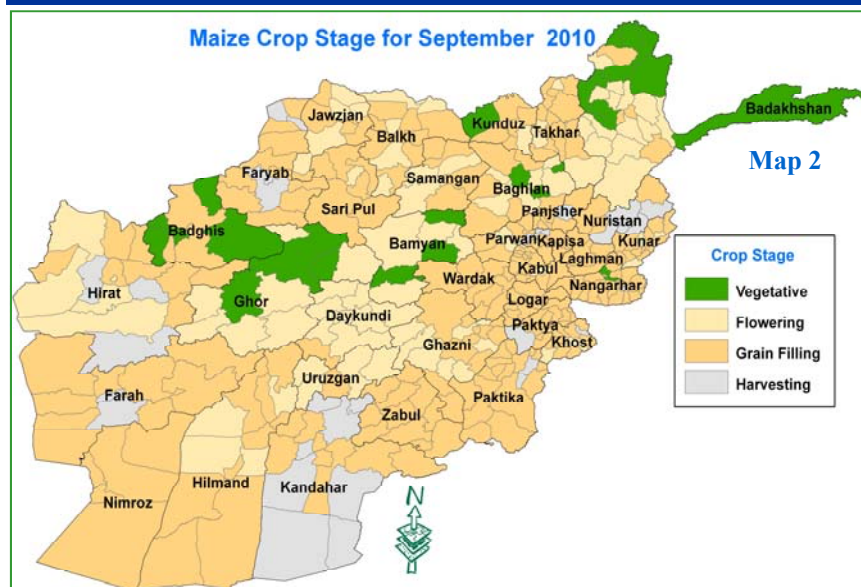 Maize Crop Stage for September 2010
Badakhshan
Map 2
Jawzjan
Kunduz
Takhar
Balkh
Faryab
Samangan
Baghlan
Sari Pul
Panjsher
Nuristan
Badghis
Bamyan
Parwan
Kapisa
Kunar
Laghman
Kabul
Wardak
Nangarhar
Hirat
Ghor
Logar
Daykundi
Paktya
Ghazni
Khost
Uruzgan
Farah
Zabul
Paktika
Hilmand
Kandahar
Nimroz
N
Crop Stage
Vegetative
Flowering
Grain Filling
Harvesting